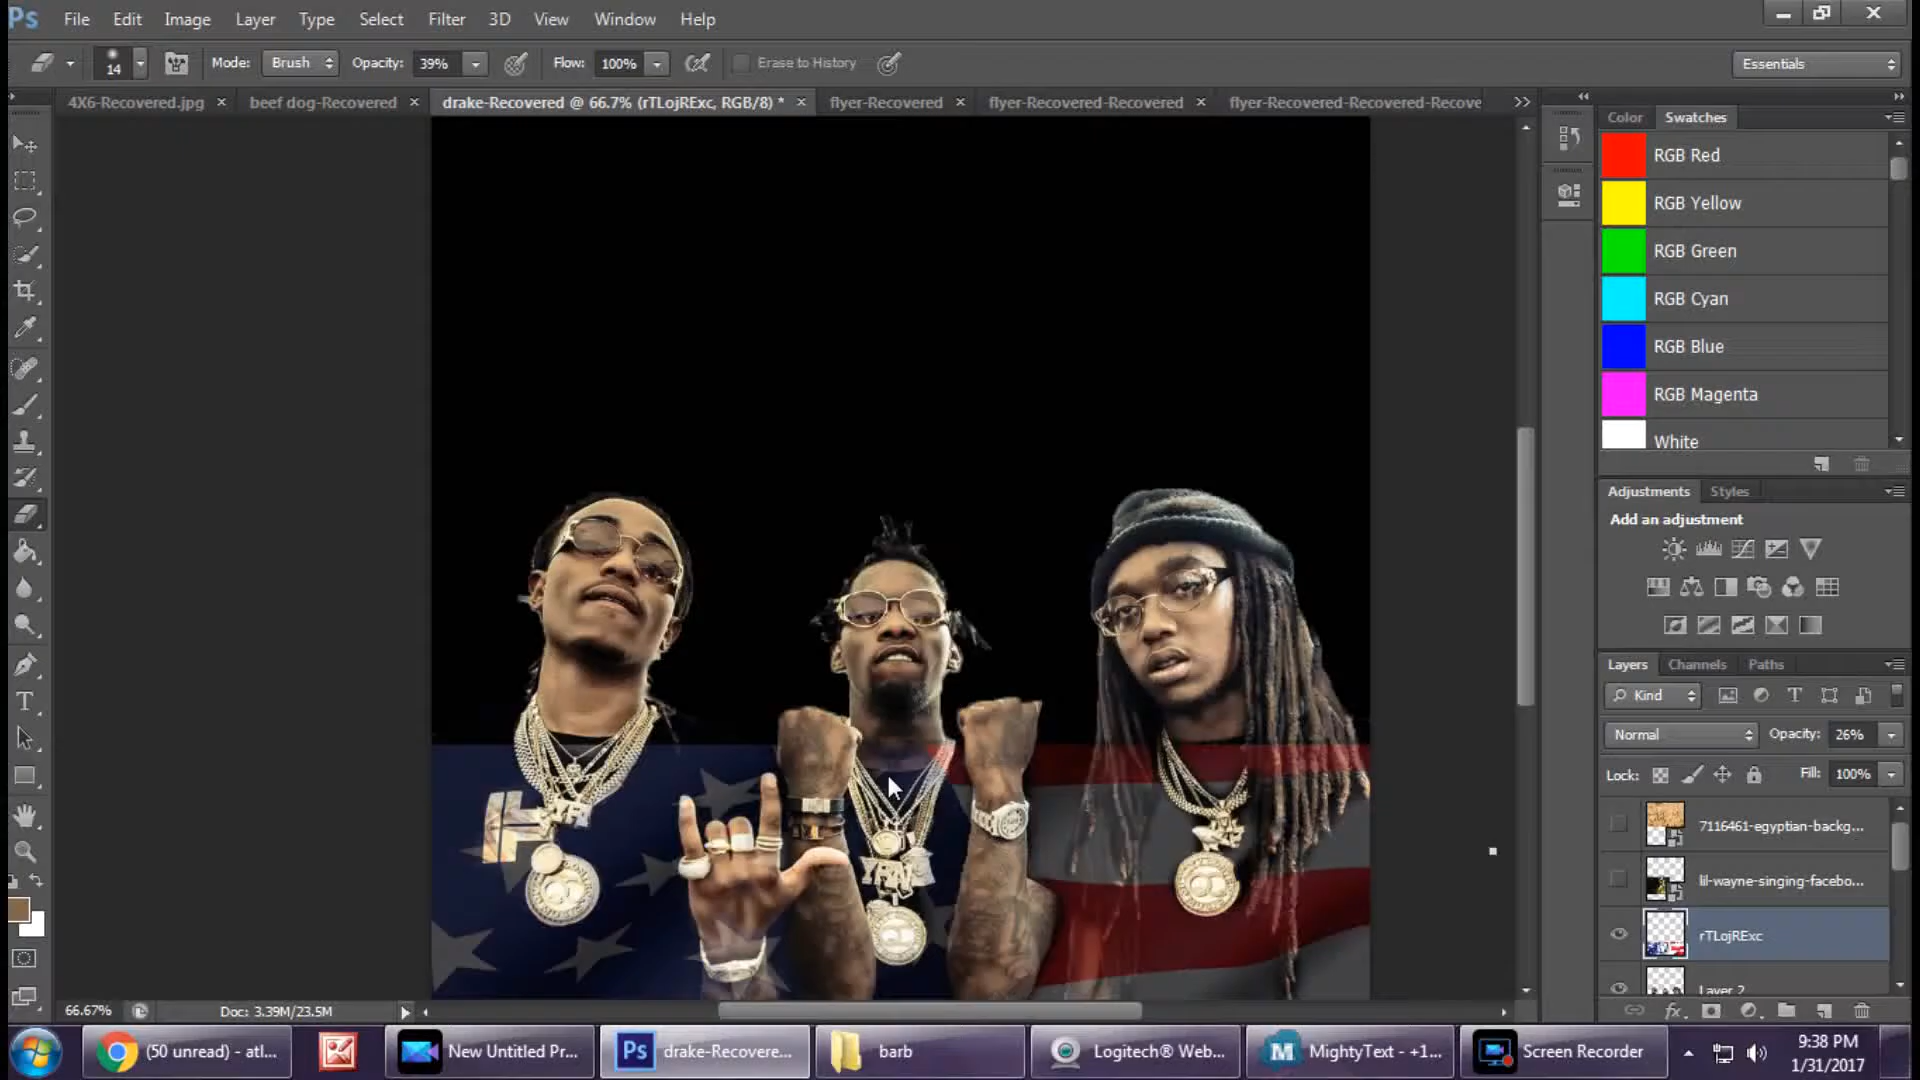 Ps File Edit Image Layer Type Select Filter 3D View Window Help
14 Mode: Brush Opacity: 39% Flow: 100% Erase to History Essentials
4X6-Recovered.jpg × beef dog-Recovered × drake-Recovered @ 66.7% (rTLojRExc, RGB/8) * × flyer-Recovered × flyer-Recovered-Recovered × flyer-Recovered-Recovered-Recove
Color Swatches
RGB Red
RGB Yellow
RGB Green
RGB Cyan
RGB Blue
RGB Magenta
White
Adjustments Styles
Add an adjustment
Layers Channels Paths
Kind
Normal Opacity: 26%
Lock: Fill: 100%
7116461-egyptian-backg...
lil-wayne-singing-facebo...
rTLojRExc
Layer 2
YRN
66.67% Doc: 3.39M/23.5M
(50 unread) - atl... New Untitled Pr... Ps drake-Recovere... barb Logitech® Web... MightyText - +1... Screen Recorder 9:38 PM
1/31/2017